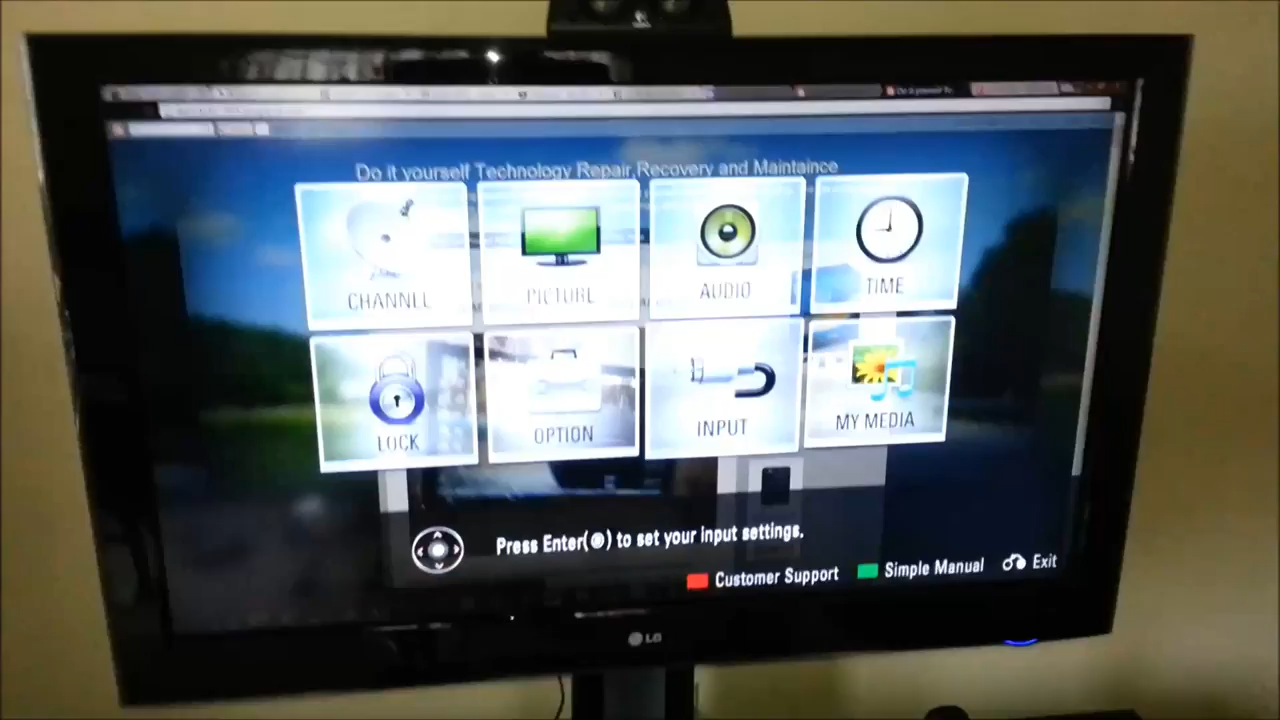 Do it yourself Technology Repair,Recovery and Maintaince
CHANNEL
PICTURE
AUDIO
TIME
LOCK
OPTION
INPUT
MY MEDIA
Press Enter(◉) to set your input settings.
Customer Support
Simple Manual
Exit
LG